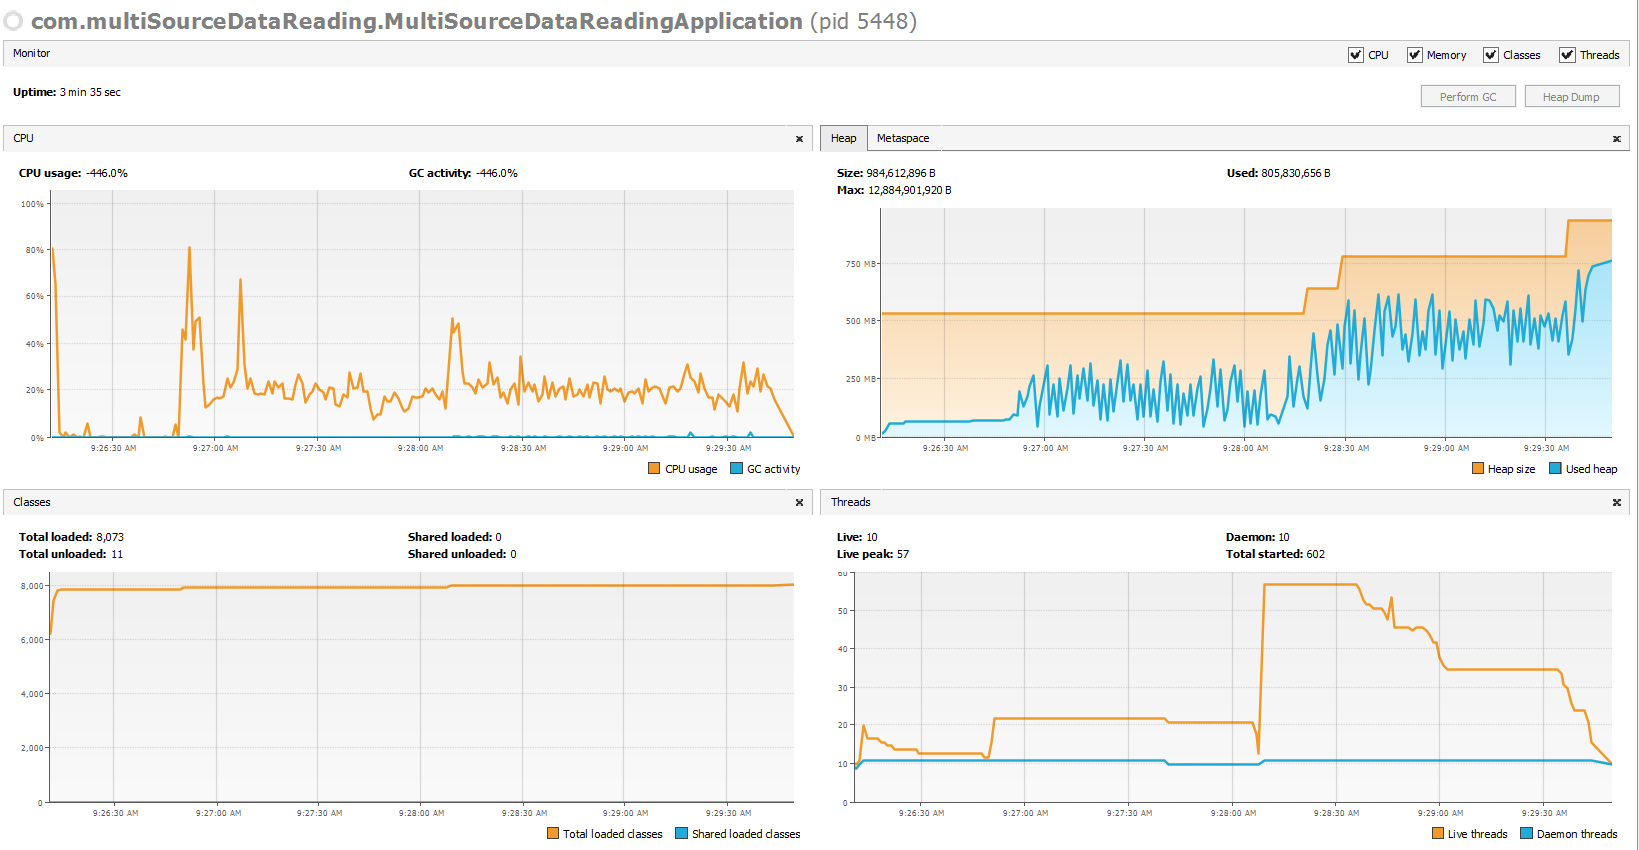 com.multiSourceDataReading.MultiSourceDataReadingApplication (pid 5448)
Monitor
CPU Memory Classes Threads
Uptime: 3 min 35 sec
Perform GC Heap Dump
CPU
CPU usage: -446.0% GC activity: -446.0%
100%
80%
60%
40%
20%
0%
9:26:30 AM 9:27:00 AM 9:27:30 AM 9:28:00 AM 9:28:30 AM 9:29:00 AM 9:29:30 AM
CPU usage GC activity
Heap Metaspace
Size: 984,612,896 B Used: 805,830,656 B
Max: 12,884,901,920 B
750 MB
500 MB
250 MB
0 MB
9:26:30 AM 9:27:00 AM 9:27:30 AM 9:28:00 AM 9:28:30 AM 9:29:00 AM 9:29:30 AM
Heap size Used heap
Classes
Total loaded: 8,073 Shared loaded: 0
Total unloaded: 11 Shared unloaded: 0
8,000
6,000
4,000
2,000
0
9:26:30 AM 9:27:00 AM 9:27:30 AM 9:28:00 AM 9:28:30 AM 9:29:00 AM 9:29:30 AM
Total loaded classes Shared loaded classes
Threads
Live: 10 Daemon: 10
Live peak: 57 Total started: 602
60
50
40
30
20
10
0
9:26:30 AM 9:27:00 AM 9:27:30 AM 9:28:00 AM 9:28:30 AM 9:29:00 AM 9:29:30 AM
Live threads Daemon threads